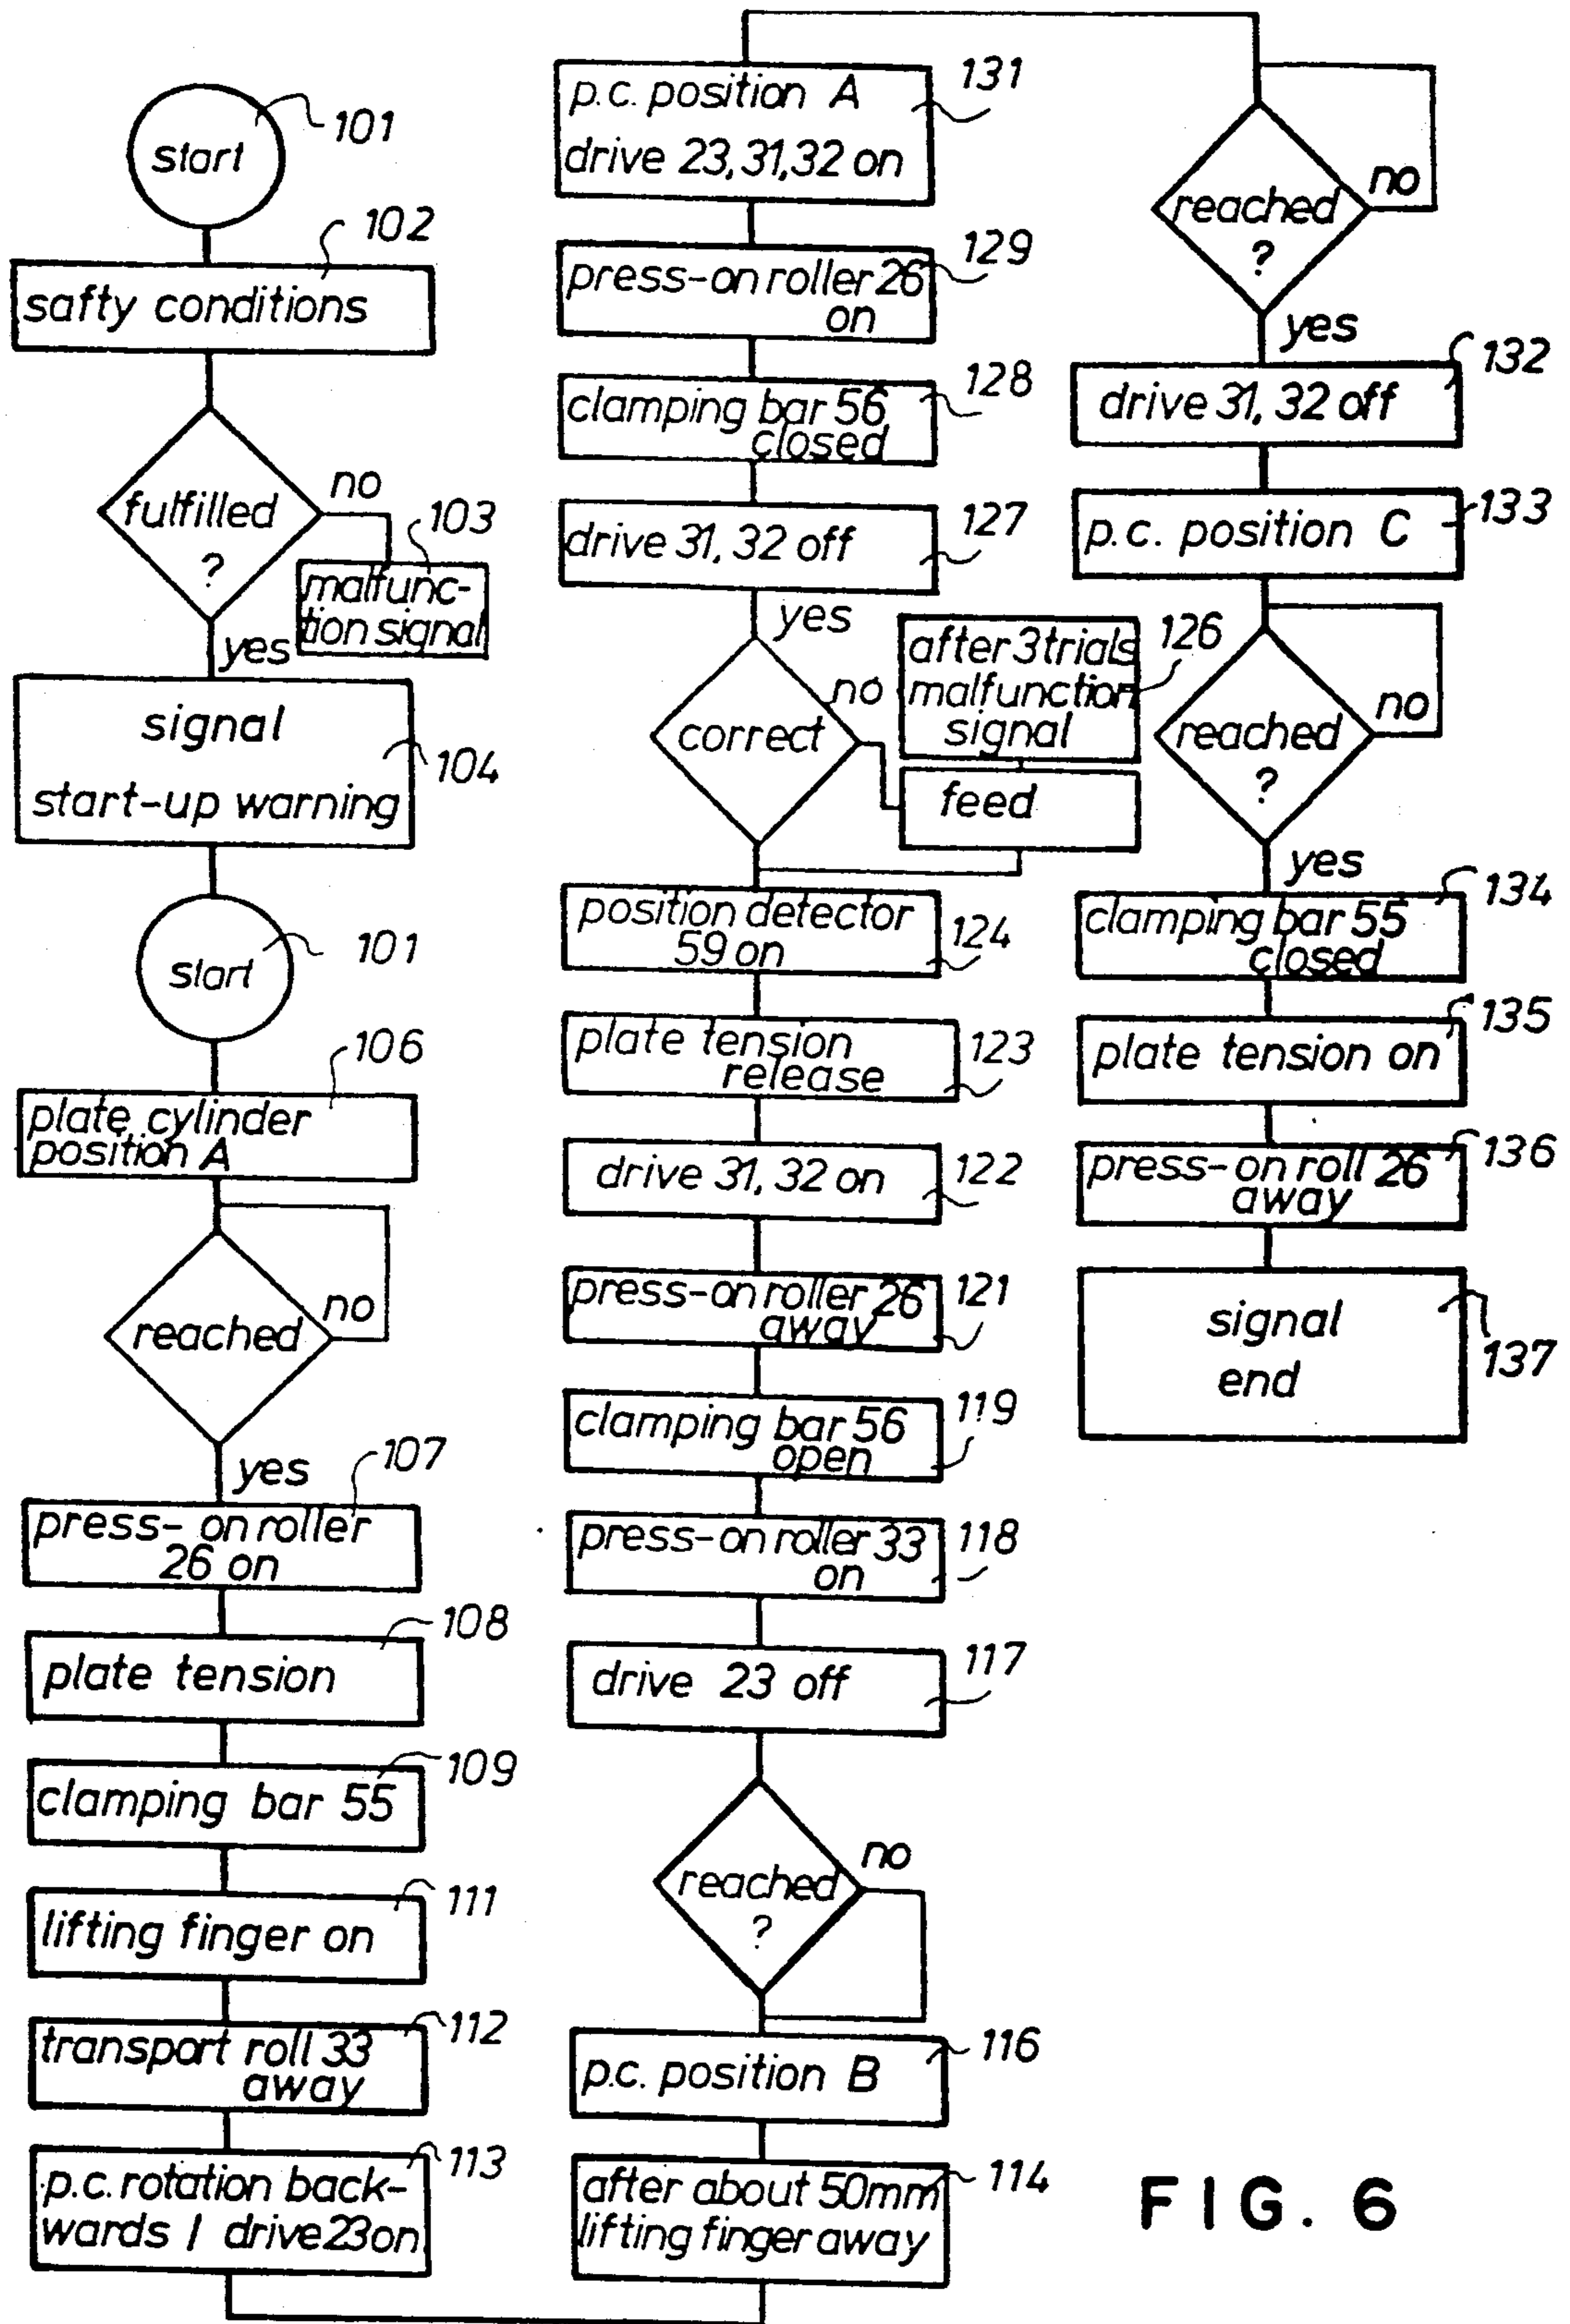 start
101
102
safty conditions
fulfilled
?
no
103
malfunc-
tion signal
yes
signal
start-up warning
104
start
101
106
plate cylinder
position A
reached
no
yes
107
press-on roller
26 on
108
plate tension
109
clamping bar 55
111
lifting finger on
112
transport roll 33
away
113
p.c. rotation back-
wards / drive 23 on
131
p.c. position A
drive 23, 31, 32 on
129
press-on roller 26
on
128
clamping bar 56
closed
127
drive 31, 32 off
yes
correct
no
after 3 trials
malfunction
signal
126
feed
position detector
59 on
124
plate tension
release
123
drive 31, 32 on
122
press-on roller 26
away
121
clamping bar 56
open
119
press-on roller 33
on
118
drive 23 off
117
reached
?
no
p.c. position B
116
after about 50mm
lifting finger away
114
reached
?
no
yes
132
drive 31, 32 off
p.c. position C
133
reached
?
no
yes
134
clamping bar 55
closed
135
plate tension on
136
press-on roll 26
away
signal
end
137
FIG. 6